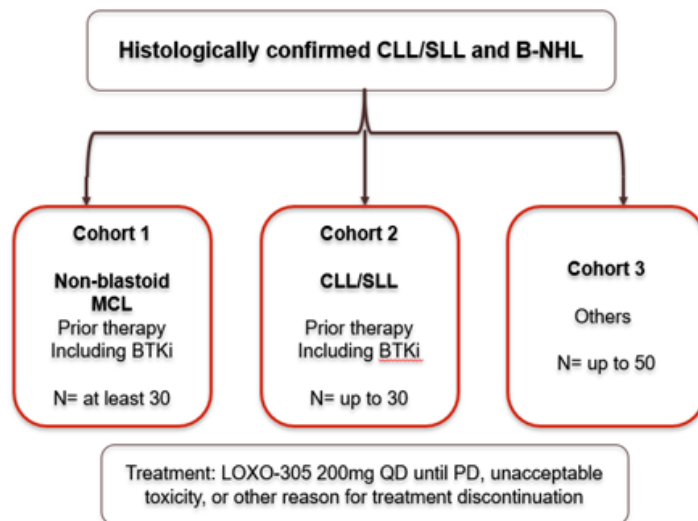 Histologically confirmed CLL/SLL and B-NHL
Cohort 1
Non-blastoid
MCL
Prior therapy
Including BTKi
N= at least 30
Cohort 2
CLL/SLL
Prior therapy
Including BTKi
N= up to 30
Cohort 3
Others
N= up to 50
Treatment: LOXO-305 200mg QD until PD, unacceptable
toxicity, or other reason for treatment discontinuation